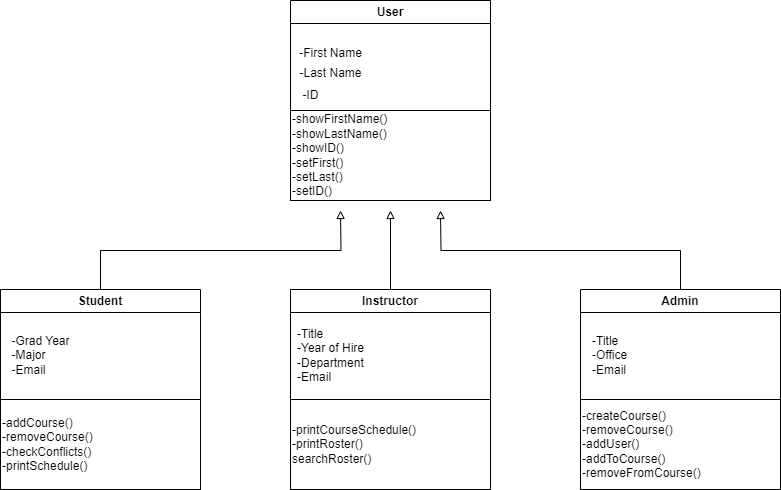 User
-First Name
-Last Name
-ID
-showFirstName()
-showLastName()
-showID()
-setFirst()
-setLast()
-setID()
Student
-Grad Year
-Major
-Email
-addCourse()
-removeCourse()
-checkConflicts()
-printSchedule()
Instructor
-Title
-Year of Hire
-Department
-Email
-printCourseSchedule()
-printRoster()
searchRoster()
Admin
-Title
-Office
-Email
-createCourse()
-removeCourse()
-addUser()
-addToCourse()
-removeFromCourse()